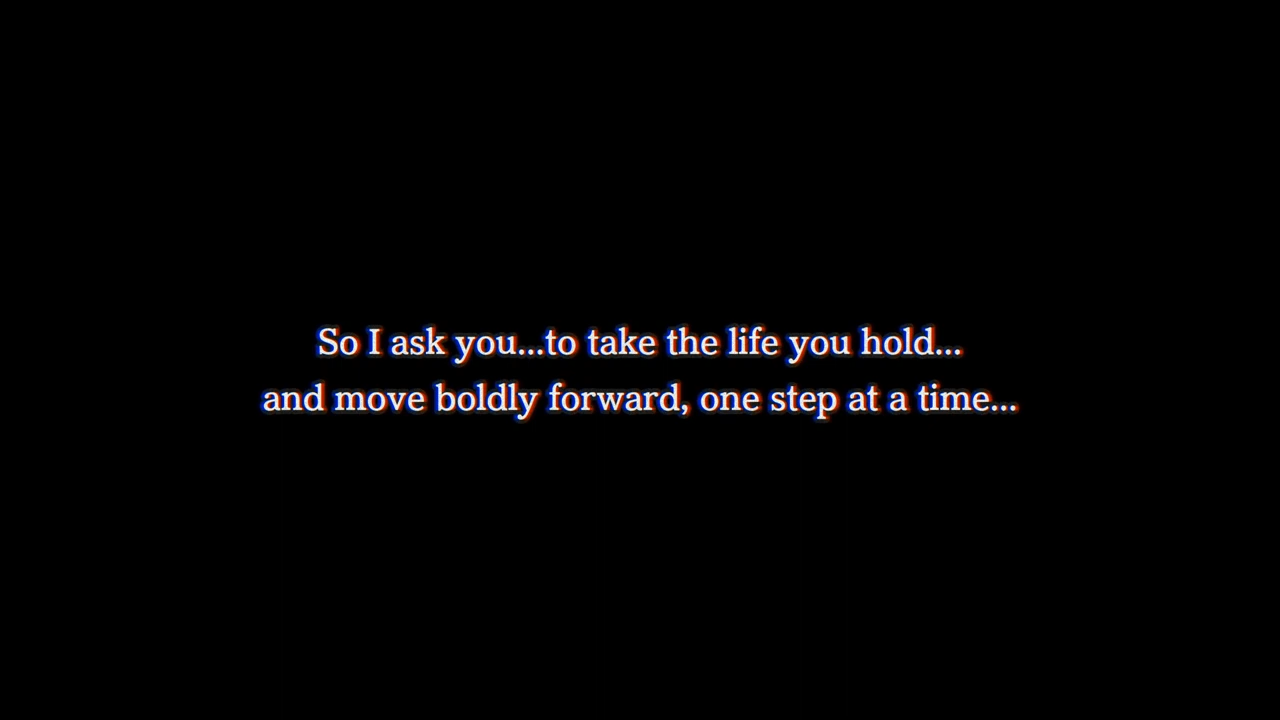 So I ask you...to take the life you hold...
and move boldly forward, one step at a time...